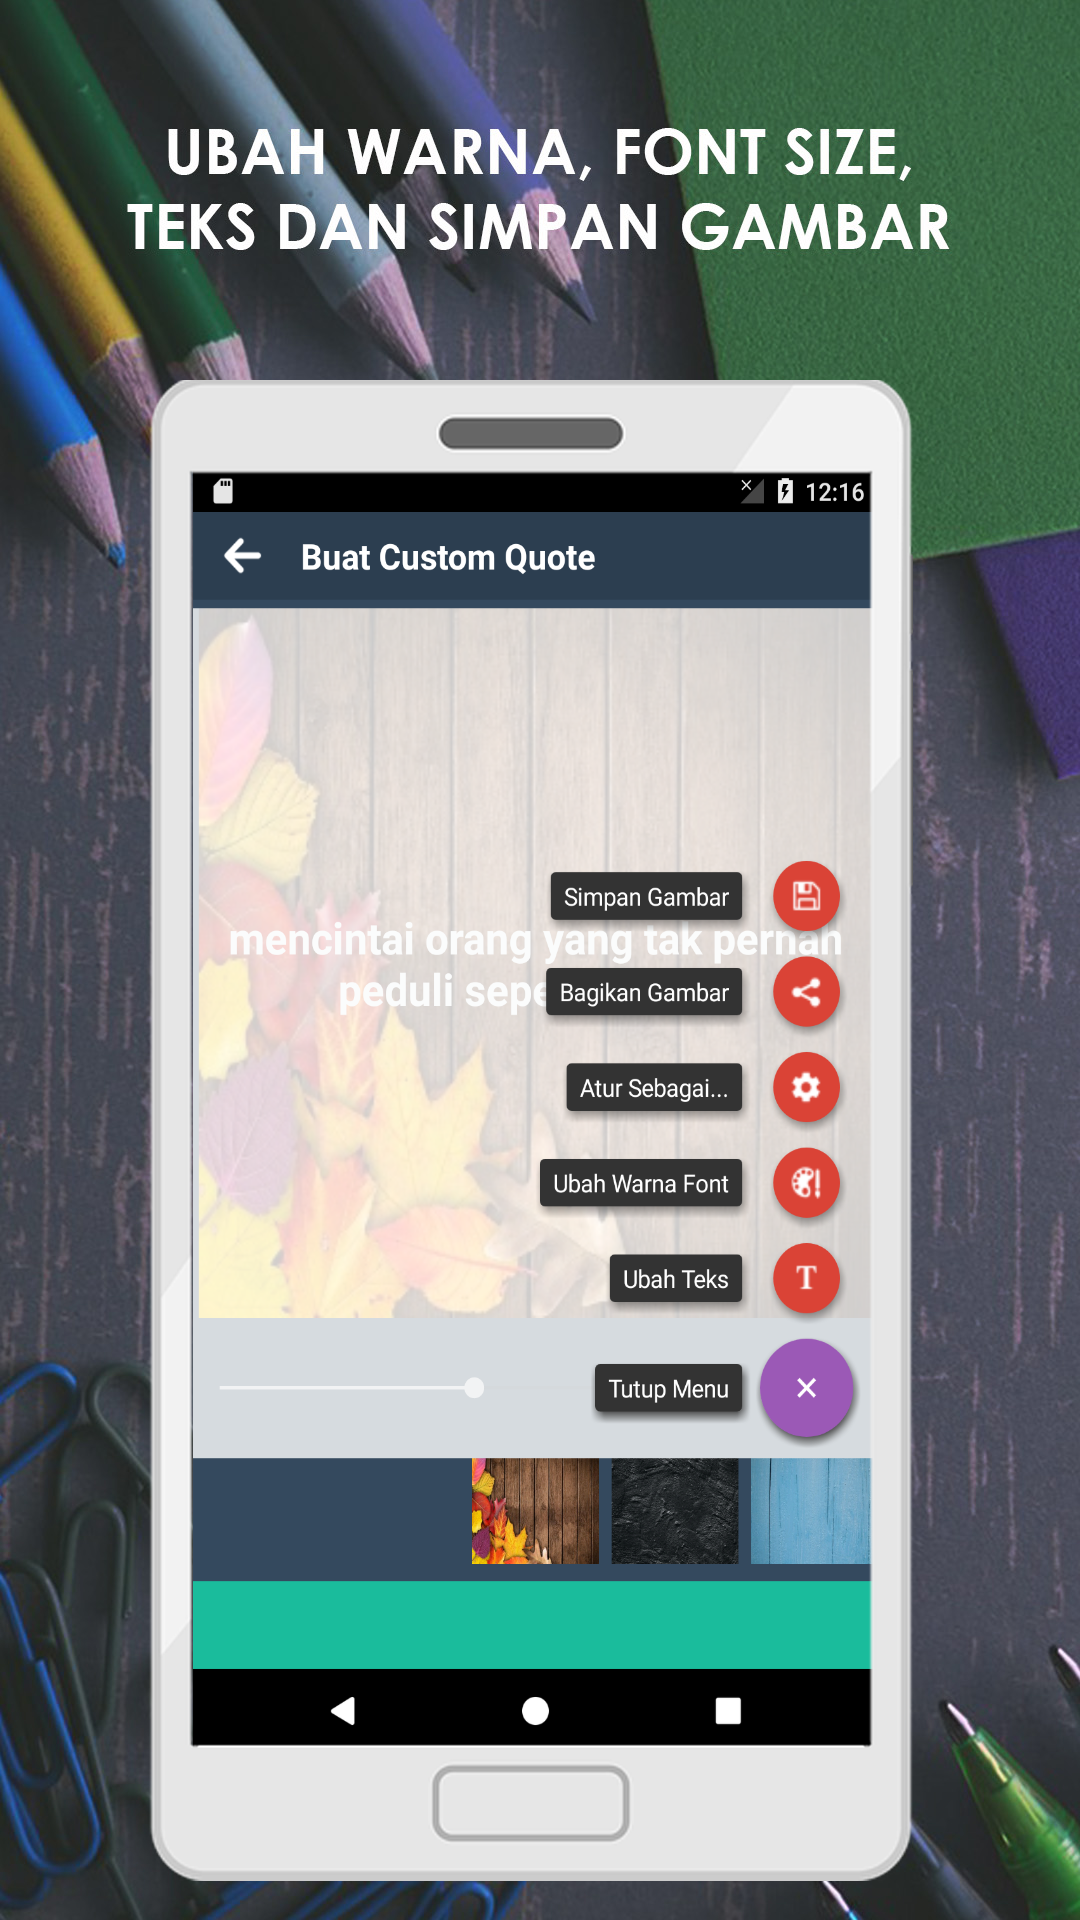 UBAH WARNA, FONT SIZE,
TEKS DAN SIMPAN GAMBAR
12:16
Buat Custom Quote
Simpan Gambar
mencintai orang yang tak pernah
peduli sepe
Bagikan Gambar
Atur Sebagai...
Ubah Warna Font
Ubah Teks
T
Tutup Menu